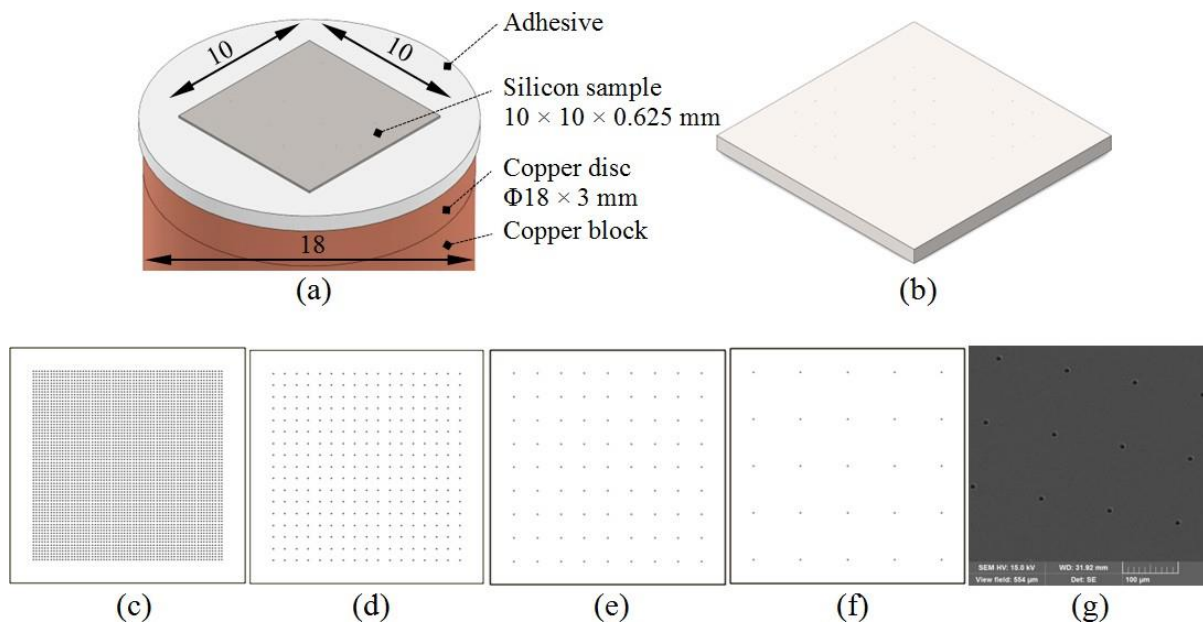 10
10
Adhesive
Silicon sample
10 × 10 × 0.625 mm
Copper disc
Φ18 × 3 mm
Copper block
18
(a)
(b)
SEM HV: 15.0 kV
WD: 31.92 mm
View field: 554 µm
Det: SE
100 µm
(c)
(d)
(e)
(f)
(g)